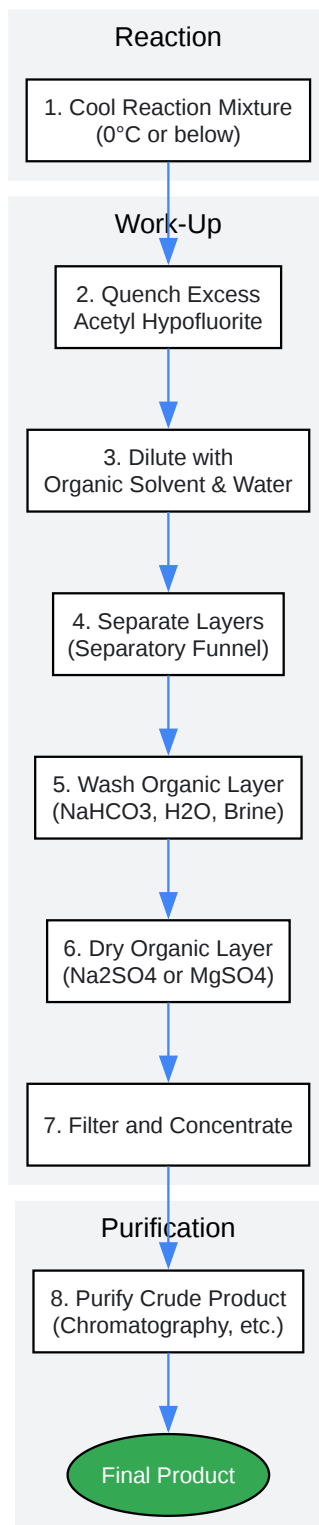 Reaction
1. Cool Reaction Mixture
(0°C or below)
Work-Up
2. Quench Excess
Acetyl Hypofluorite
3. Dilute with
Organic Solvent & Water
4. Separate Layers
(Separatory Funnel)
5. Wash Organic Layer
(NaHCO3, H2O, Brine)
6. Dry Organic Layer
(Na2SO4 or MgSO4)
7. Filter and Concentrate
Purification
8. Purify Crude Product
(Chromatography, etc.)
Final Product